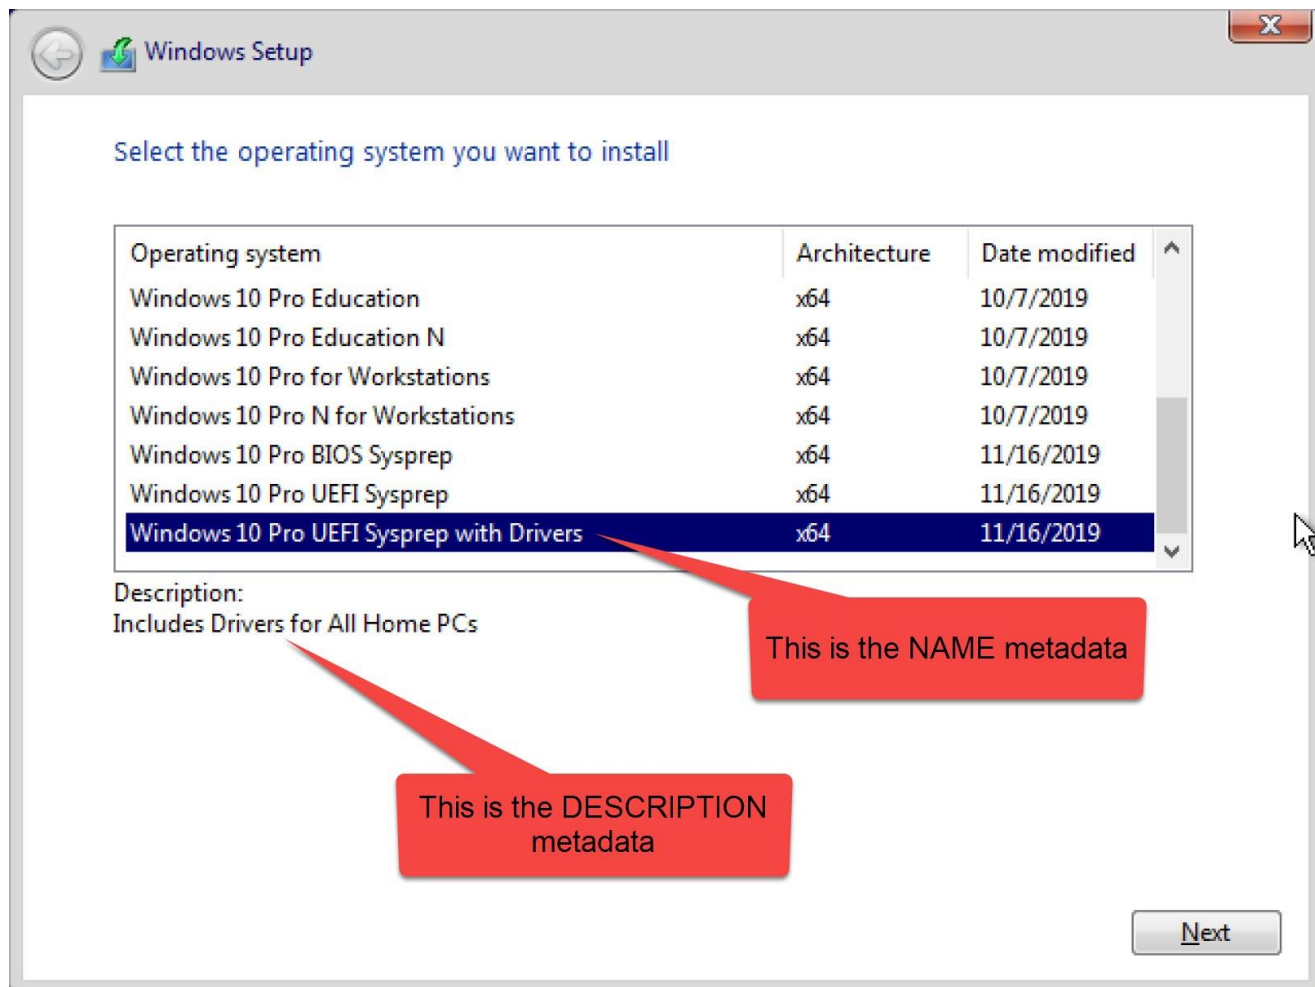 Windows Setup
X
Select the operating system you want to install
Operating system Architecture Date modified
Windows 10 Pro Education x64 10/7/2019
Windows 10 Pro Education N x64 10/7/2019
Windows 10 Pro for Workstations x64 10/7/2019
Windows 10 Pro N for Workstations x64 10/7/2019
Windows 10 Pro BIOS Sysprep x64 11/16/2019
Windows 10 Pro UEFI Sysprep x64 11/16/2019
Windows 10 Pro UEFI Sysprep with Drivers x64 11/16/2019
Description:
Includes Drivers for All Home PCs
This is the NAME metadata
This is the DESCRIPTION
metadata
Next